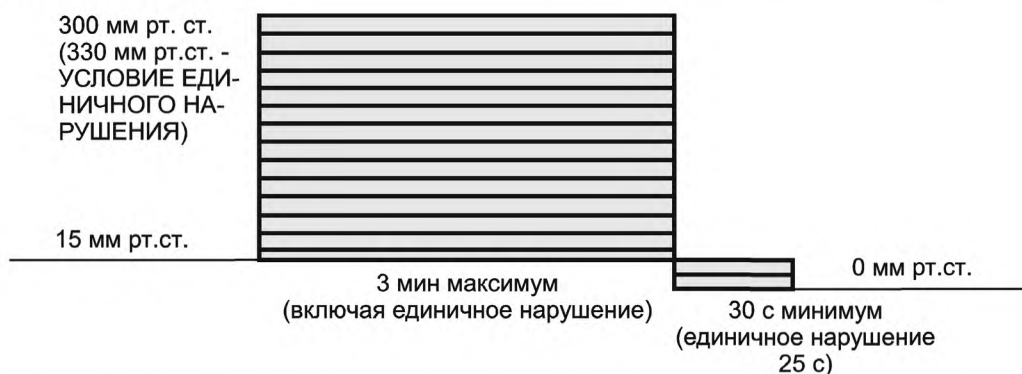 300 мм рт. ст.
(330 мм рт.ст. -
УСЛОВИЕ ЕДИ-
НИЧНОГО НА-
РУШЕНИЯ)
15 мм рт.ст.
3 мин максимум
(включая единичное нарушение)
0 мм рт.ст.
30 с минимум
(единичное нарушение
25 с)